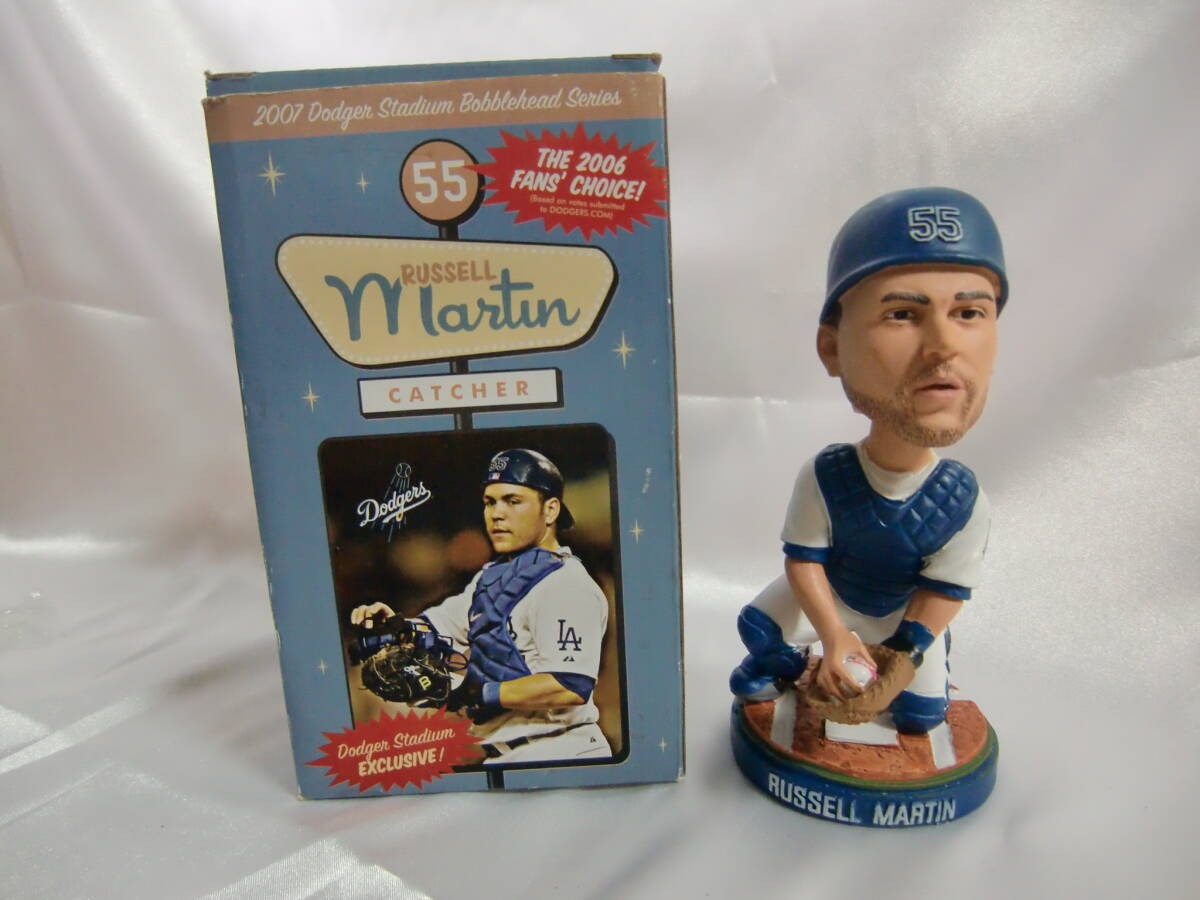 2007 Dodger Stadium Bobblehead Series
55
THE 2006
FANS' CHOICE!
(Based on votes submitted
to DODGERS.COM)
RUSSELL
Martin
CATCHER
55
Dodgers
LA
B
Dodger Stadium
EXCLUSIVE!
55
RUSSELL MARTIN